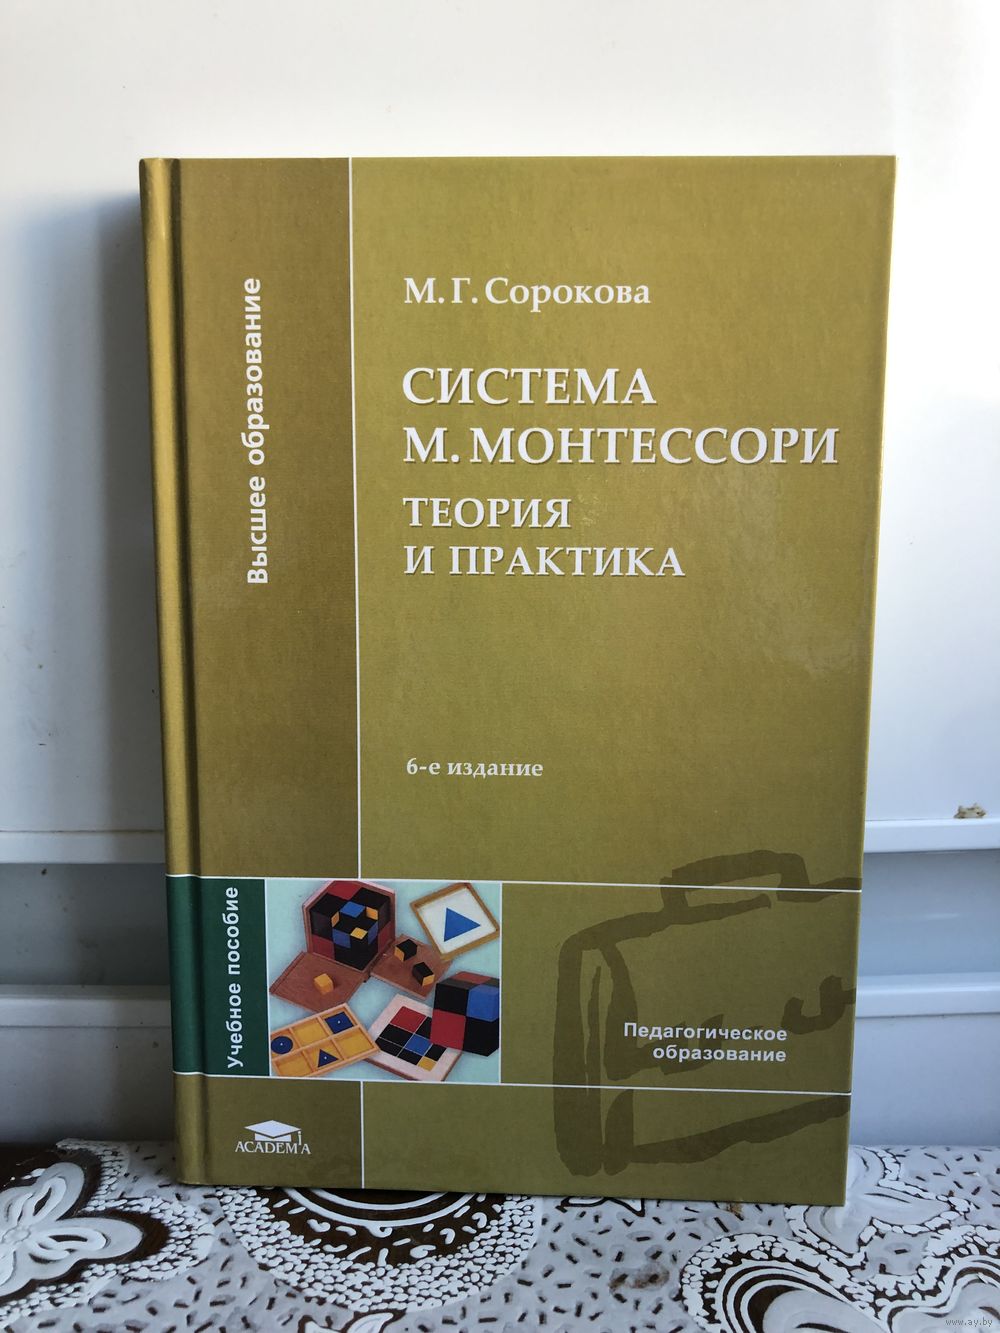 М. Г. Сорокова
СИСТЕМА
М. МОНТЕССОРИ
ТЕОРИЯ
И ПРАКТИКА
6-е издание
Высшее образование
Учебное пособие
Педагогическое
образование
ACADEMA
www.ay.by